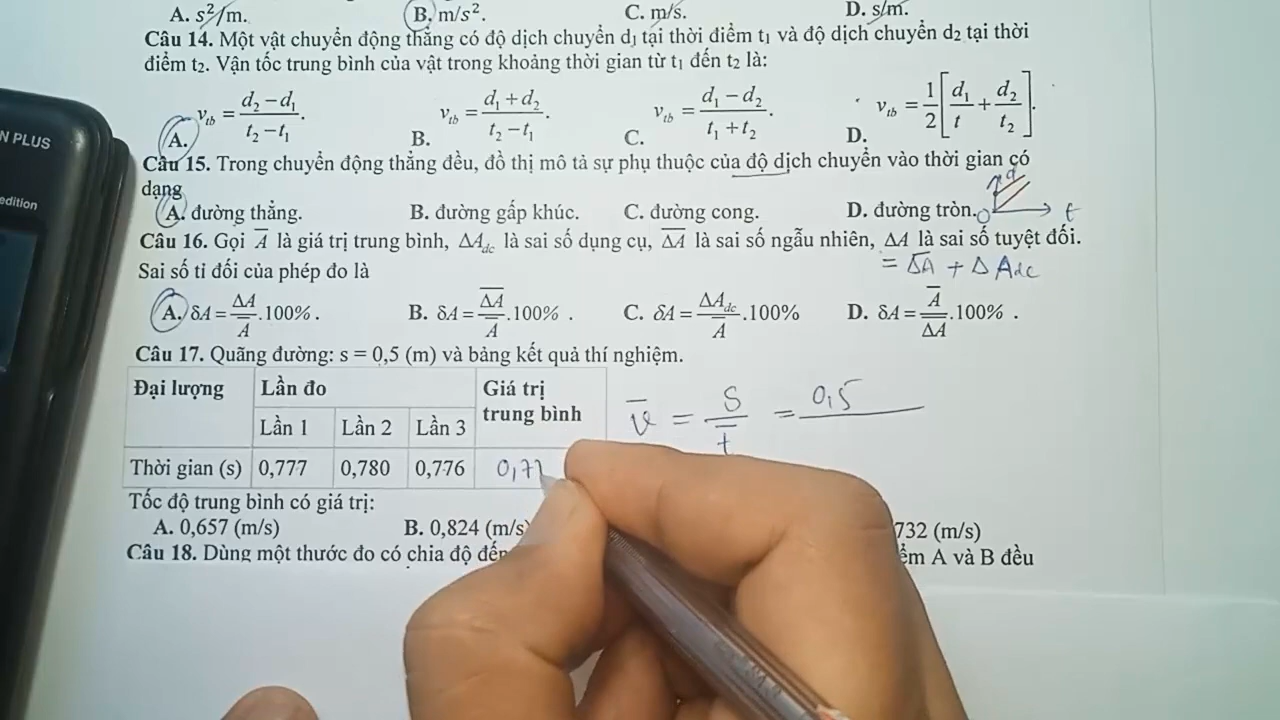 A. s²/m. B. m/s². C. m/s. D. s/m.
Câu 14. Một vật chuyển động thẳng có độ dịch chuyển d₁ tại thời điểm t₁ và độ dịch chuyển d₂ tại thời
điểm t₂. Vận tốc trung bình của vật trong khoảng thời gian từ t₁ đến t₂ là:
A. v_tb = (d₂ − d₁)/(t₂ − t₁). B. v_tb = (d₁ + d₂)/(t₂ − t₁). C. v_tb = (d₁ − d₂)/(t₁ + t₂). D. v_tb = 1/2[d₁/t + d₂/t₂].
Câu 15. Trong chuyển động thẳng đều, đồ thị mô tả sự phụ thuộc của độ dịch chuyển vào thời gian có
dạng
A. đường thẳng. B. đường gấp khúc. C. đường cong. D. đường tròn. d O t
Câu 16. Gọi A̅ là giá trị trung bình, ΔA_dc là sai số dụng cụ, Δ̅A̅ là sai số ngẫu nhiên, ΔA là sai số tuyệt đối.
= Δ̅A̅ + ΔAdc
Sai số tỉ đối của phép đo là
A. δA = ΔA/A̅.100%. B. δA = Δ̅A̅/A̅.100% . C. δA = ΔA_dc/A̅.100% D. δA = A̅/ΔA.100% .
Câu 17. Quãng đường: s = 0,5 (m) và bảng kết quả thí nghiệm.
Đại lượng Lần đo Giá trị trung bình
Lần 1 Lần 2 Lần 3
v̅ = S/t̅ = 0,5
Thời gian (s) 0,777 0,780 0,776 0,77
Tốc độ trung bình có giá trị:
A. 0,657 (m/s) B. 0,824 (m/s) 732 (m/s)
Câu 18. Dùng một thước đo có chia độ đến A và B đều
N PLUS
edition